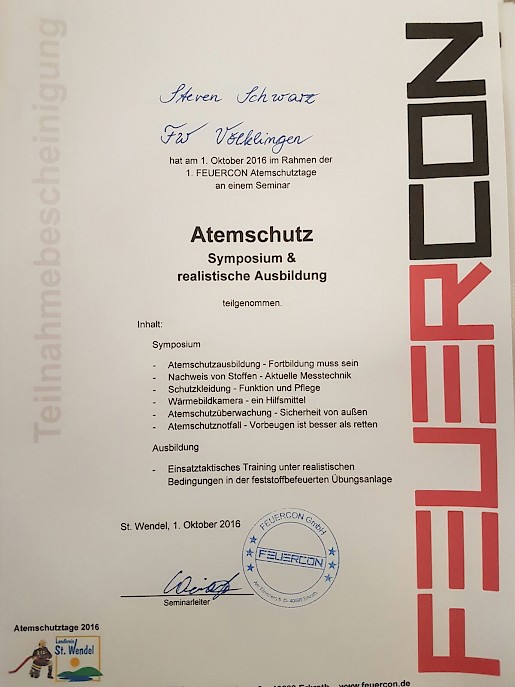 Teilnahmebescheinigung
Steven Schwarz
FW Völklingen
hat am 1. Oktober 2016 im Rahmen der
1. FEUERCON Atemschutztage
an einem Seminar
Atemschutz
Symposium &
realistische Ausbildung
teilgenommen.
Inhalt:
Symposium
- Atemschutzausbildung - Fortbildung muss sein
- Nachweis von Stoffen - Aktuelle Messtechnik
- Schutzkleidung - Funktion und Pflege
- Wärmebildkamera - ein Hilfsmittel
- Atemschutzüberwachung - Sicherheit von außen
- Atemschutznotfall - Vorbeugen ist besser als retten
Ausbildung
- Einsatztaktisches Training unter realistischen
Bedingungen in der feststoffbefeuerten Übungsanlage
St. Wendel, 1. Oktober 2016
FEUERCON GmbH
FEUERCON
Seminarleiter
Atemschutztage 2016
Landkreis
St. Wendel
Erkrath - www.feuercon.de
FEUERCON